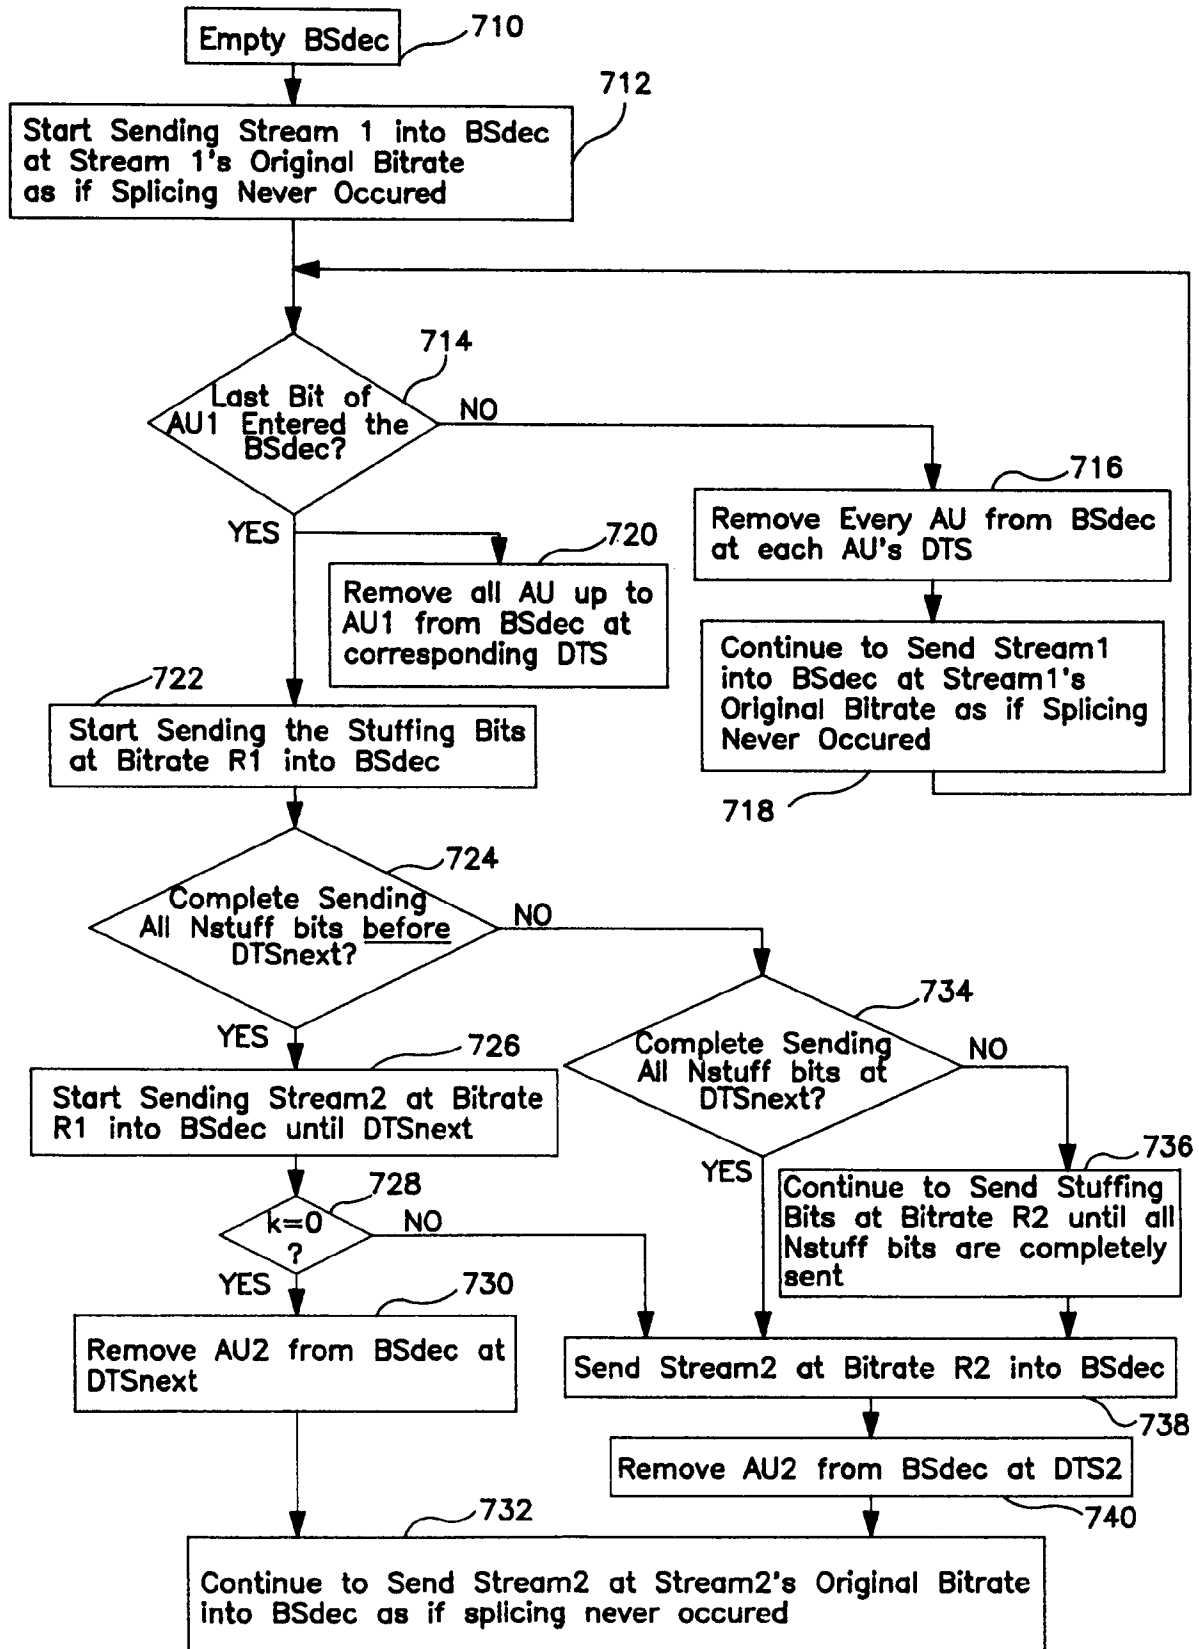 Empty BSdec
710
712
Start Sending Stream 1 into BSdec
at Stream 1's Original Bitrate
as if Splicing Never Occured
714
Last Bit of
AU1 Entered the
BSdec?
NO
YES
716
Remove Every AU from BSdec
at each AU's DTS
720
Remove all AU up to
AU1 from BSdec at
corresponding DTS
Continue to Send Stream1
into BSdec at Stream1's
Original Bitrate as if Splicing
Never Occured
718
722
Start Sending the Stuffing Bits
at Bitrate R1 into BSdec
724
Complete Sending
All Nstuff bits before
DTSnext?
NO
YES
734
Complete Sending
All Nstuff bits at
DTSnext?
NO
YES
726
Start Sending Stream2 at Bitrate
R1 into BSdec until DTSnext
736
Continue to Send Stuffing
Bits at Bitrate R2 until all
Nstuff bits are completely
sent
728
k=0
?
NO
YES
730
Remove AU2 from BSdec at
DTSnext
Send Stream2 at Bitrate R2 into BSdec
738
Remove AU2 from BSdec at DTS2
740
732
Continue to Send Stream2 at Stream2's Original Bitrate
into BSdec as if splicing never occured